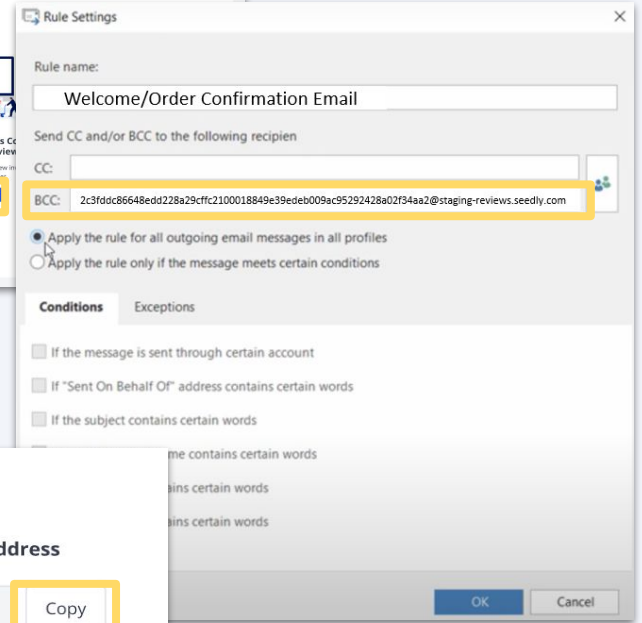 Rule Settings
Rule name:
Welcome/Order Confirmation Email
Send CC and/or BCC to the following recipien
CC:
BCC: 2c3fddc86648edd228a29cffc2100018849e39edeb009ac95292428a02f34aa2@staging-reviews.seedly.com
Apply the rule for all outgoing email messages in all profiles
Apply the rule only if the message meets certain conditions
Conditions Exceptions
If the message is sent through certain account
If "Sent On Behalf Of" address contains certain words
If the subject contains certain words
me contains certain words
ains certain words
ains certain words
ddress
Copy
OK Cancel